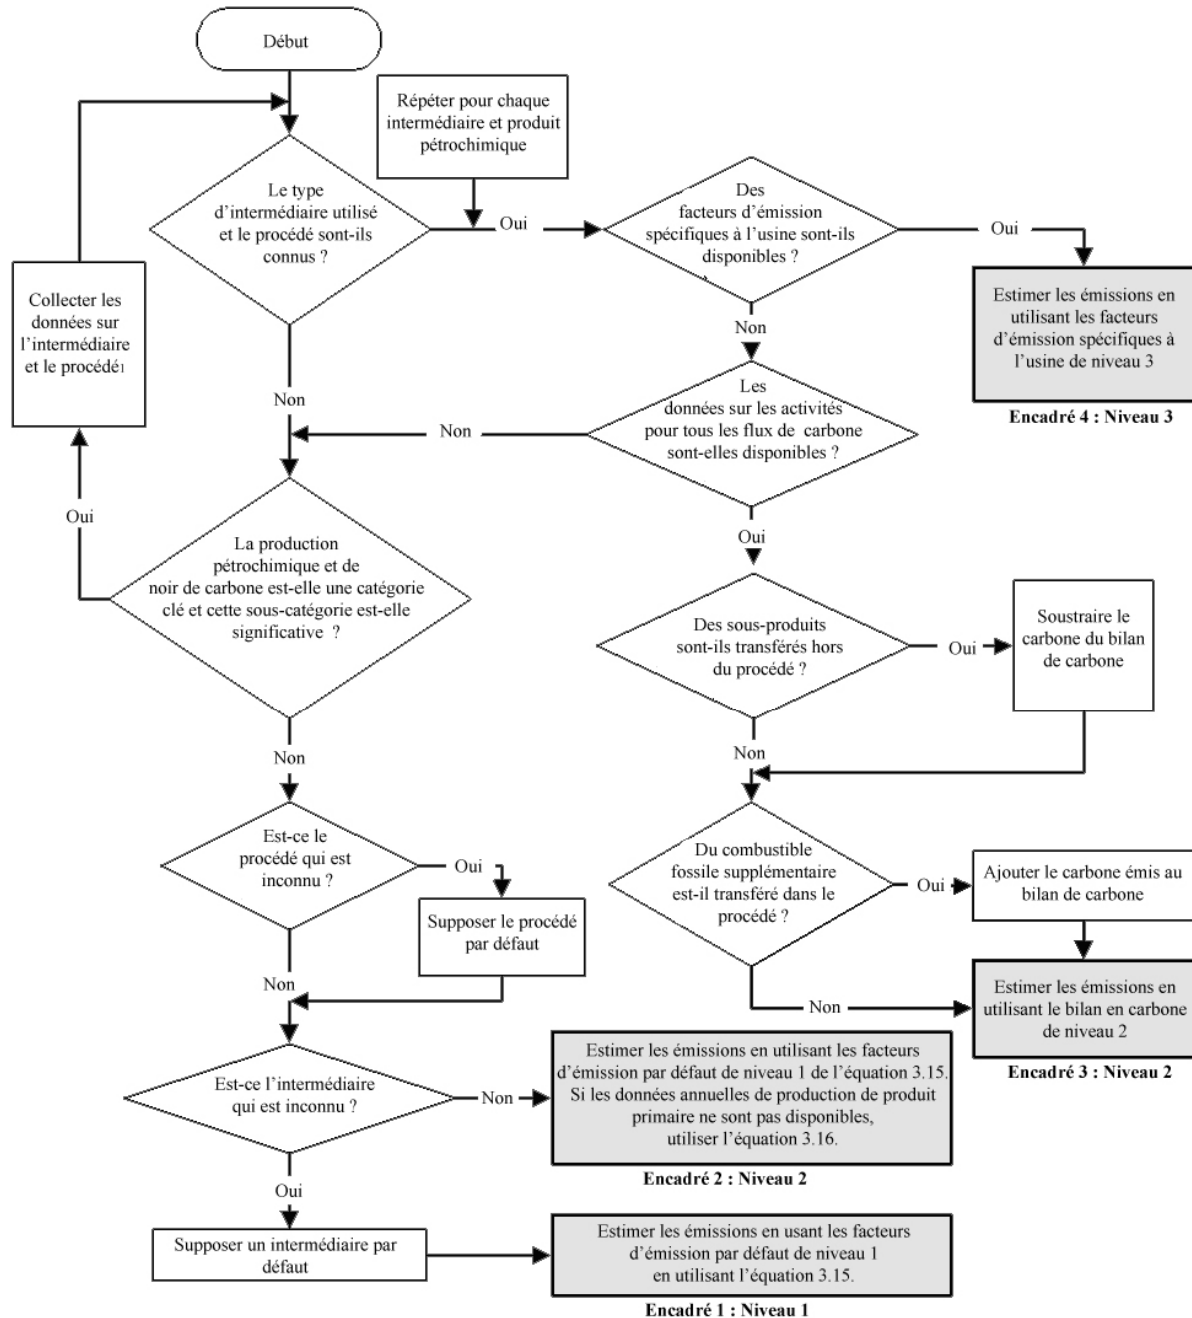 Début
Répéter pour chaque
intermédiaire et produit
pétrochimique
Le type
d’intermédiaire utilisé
et le procédé sont-ils
connus ?
Oui
Des
facteurs d’émission
spécifiques à l’usine sont-ils
disponibles ?
Oui
Estimer les émissions en
utilisant les facteurs
d’émission spécifiques à
l’usine de niveau 3
Encadré 4 : Niveau 3
Collecter les
données sur
l’intermédiaire
et le procédé1
Non
Non
Les
données sur les activités
pour tous les flux de carbone
sont-elles disponibles ?
Non
Oui
Oui
La production
pétrochimique et de
noir de carbone est-elle une catégorie
clé et cette sous-catégorie est-elle
significative ?
Des sous-produits
sont-ils transférés hors
du procédé ?
Oui
Soustraire le
carbone du bilan
de carbone
Non
Non
Est-ce le
procédé qui est
inconnu ?
Oui
Supposer le procédé
par défaut
Du combustible
fossile supplémentaire
est-il transféré dans le
procédé ?
Oui
Ajouter le carbone émis au
bilan de carbone
Non
Non
Estimer les émissions en
utilisant le bilan en carbone
de niveau 2
Encadré 3 : Niveau 2
Est-ce l’intermédiaire
qui est inconnu ?
Non
Estimer les émissions en utilisant les facteurs
d’émission par défaut de niveau 1 de l’équation 3.15.
Si les données annuelles de production de produit
primaire ne sont pas disponibles,
utiliser l’équation 3.16.
Encadré 2 : Niveau 2
Oui
Supposer un intermédiaire par
défaut
Estimer les émissions en usant les facteurs
d’émission par défaut de niveau 1
en utilisant l’équation 3.15.
Encadré 1 : Niveau 1